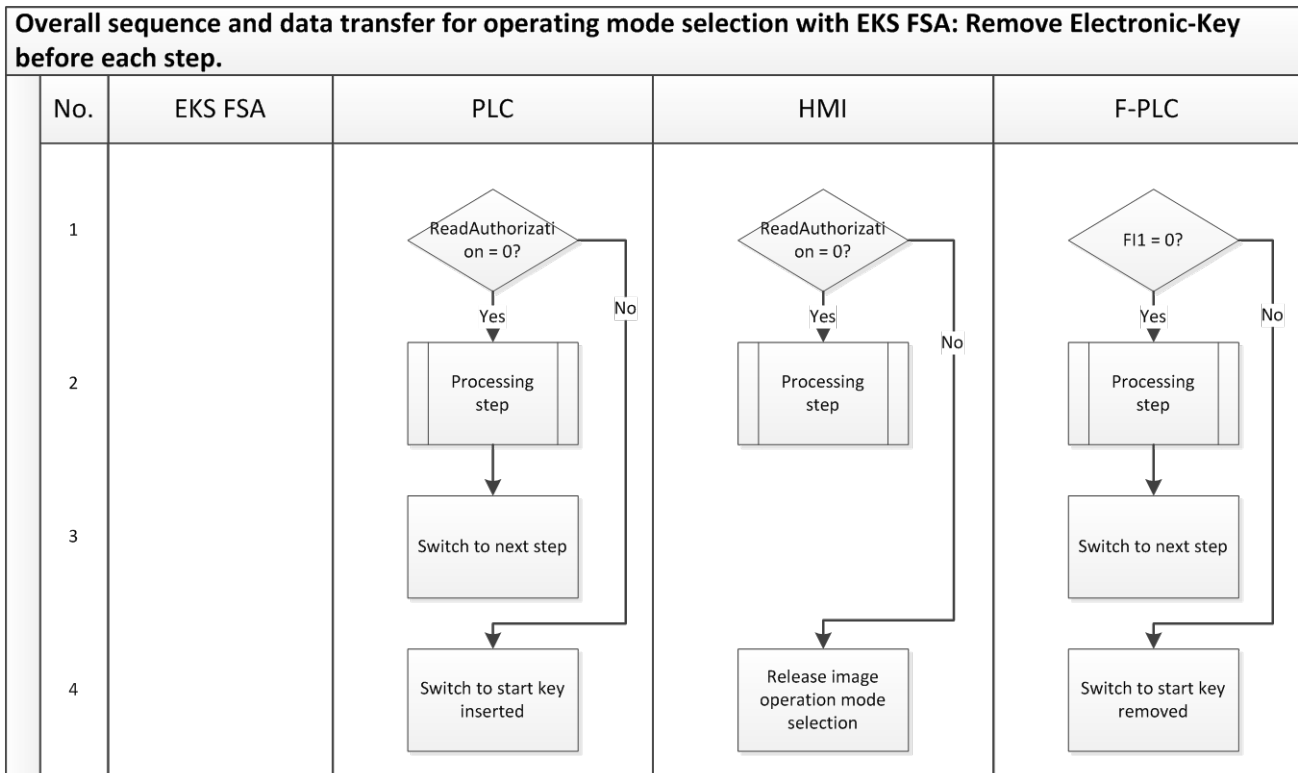 Overall sequence and data transfer for operating mode selection with EKS FSA: Remove Electronic-Key
before each step.
No.
EKS FSA
PLC
HMI
F-PLC
1
ReadAuthorizati
on = 0?
ReadAuthorizati
on = 0?
FI1 = 0?
Yes
No
Yes
No
Yes
No
2
Processing
step
Processing
step
Processing
step
3
Switch to next step
Switch to next step
4
Switch to start key
inserted
Release image
operation mode
selection
Switch to start key
removed